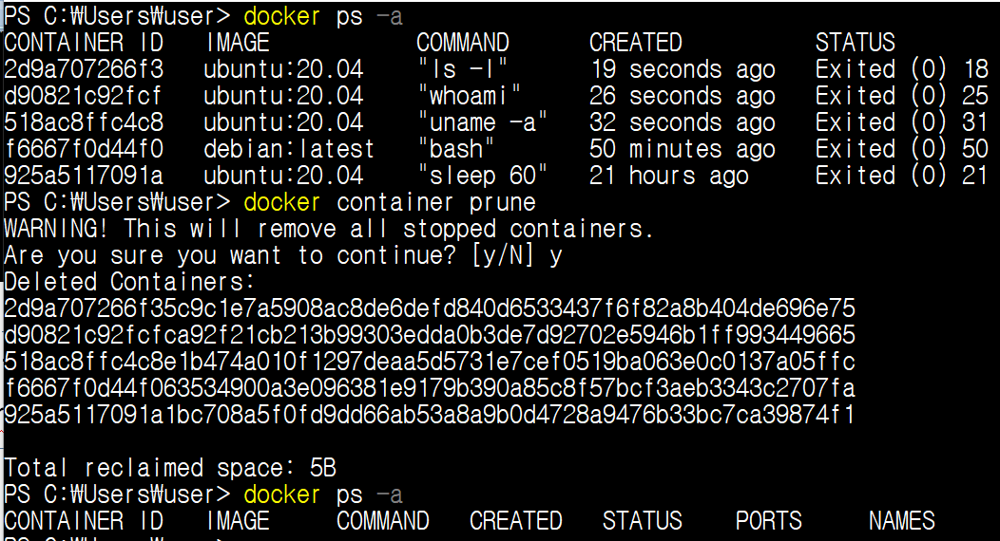 PS C:₩Users₩user> docker ps -a
CONTAINER ID   IMAGE           COMMAND      CREATED          STATUS
2d9a707266f3   ubuntu:20.04    "ls -l"      19 seconds ago   Exited (0) 18
d90821c92fcf   ubuntu:20.04    "whoami"     26 seconds ago   Exited (0) 25
518ac8ffc4c8   ubuntu:20.04    "uname -a"   32 seconds ago   Exited (0) 31
f6667f0d44f0   debian:latest   "bash"       50 minutes ago   Exited (0) 50
925a5117091a   ubuntu:20.04    "sleep 60"   21 hours ago     Exited (0) 21
PS C:₩Users₩user> docker container prune
WARNING! This will remove all stopped containers.
Are you sure you want to continue? [y/N] y
Deleted Containers:
2d9a707266f35c9c1e7a5908ac8de6defd840d6533437f6f82a8b404de696e75
d90821c92fcfca92f21cb213b99303edda0b3de7d92702e5946b1ff993449665
518ac8ffc4c8e1b474a010f1297deaa5d5731e7cef0519ba063e0c0137a05ffc
f6667f0d44f063534900a3e096381e9179b390a85c8f57bcf3aeb3343c2707fa
925a5117091a1bc708a5f0fd9dd66ab53a8a9b0d4728a9476b33bc7ca39874f1
Total reclaimed space: 5B
PS C:₩Users₩user> docker ps -a
CONTAINER ID   IMAGE     COMMAND   CREATED   STATUS    PORTS     NAMES